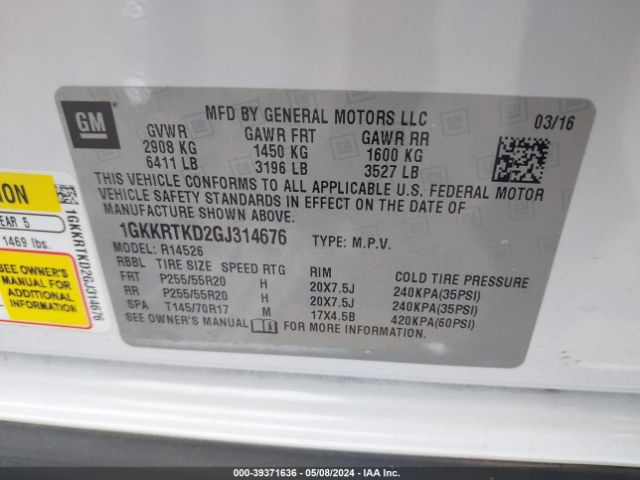 GM
MFD BY GENERAL MOTORS LLC 03/16
GVWR GAWR FRT GAWR RR
2908 KG 1450 KG 1600 KG
6411 LB 3196 LB 3527 LB
THIS VEHICLE CONFORMS TO ALL APPLICABLE U.S. FEDERAL MOTOR
VEHICLE SAFETY STANDARDS IN EFFECT ON THE DATE OF
MANUFACTURE SHOWN ABOVE.
1GKKRTKD2GJ314676 TYPE: M.P.V.
MODEL: R14526
RBBL TIRE SIZE SPEED RTG RIM COLD TIRE PRESSURE
FRT P255/55R20 H 20X7.5J 240KPA(35PSI)
RR P255/55R20 H 20X7.5J 240KPA(35PSI)
SPA T145/70R17 M 17X4.5B 420KPA(60PSI)
SEE OWNER'S MANUAL FOR MORE INFORMATION.
ION
EAR 5
1469 lbs.
SEE OWNER'S
MANUAL FOR
ADDITIONAL
INFORMATION
1GKKRTKD2GJ314676
000-39371636 - 05/08/2024 - IAAI.com